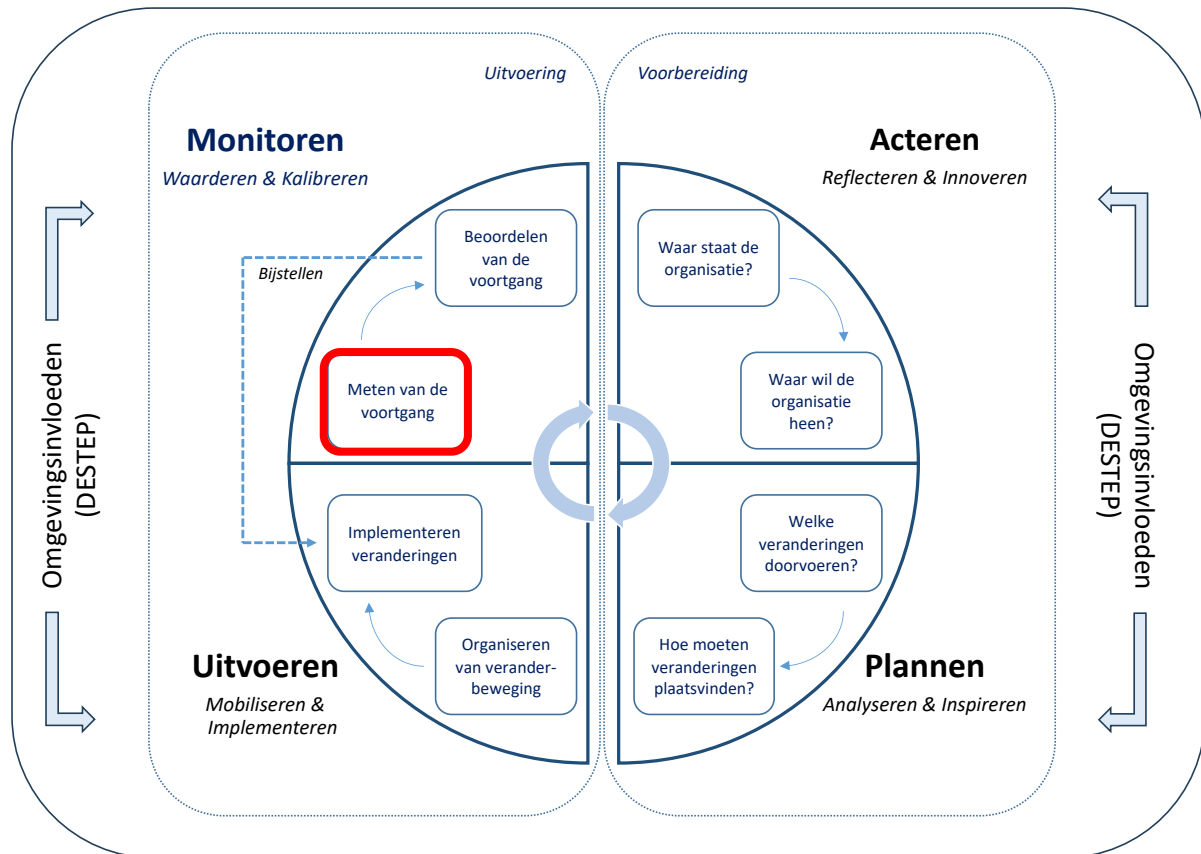 Uitvoering
Voorbereiding
Monitoren
Waarderen & Kalibreren
Acteren
Reflecteren & Innoveren
Beoordelen
van de
voortgang
Waar staat de
organisatie?
Bijstellen
Meten van de
voortgang
Waar wil de
organisatie
heen?
Omgevingsinvloeden
(DESTEP)
Omgevingsinvloeden
(DESTEP)
Implementeren
veranderingen
Welke
veranderingen
doorvoeren?
Organiseren
van verander-
beweging
Hoe moeten
veranderingen
plaatsvinden?
Uitvoeren
Mobiliseren &
Implementeren
Plannen
Analyseren & Inspireren